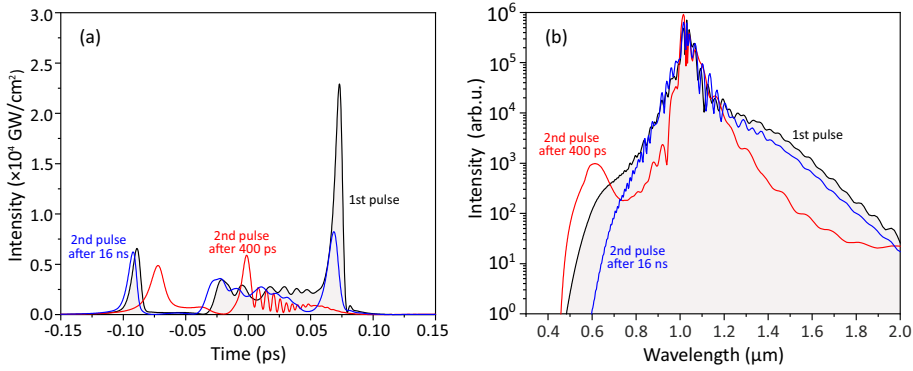 (a)
3.0
2.5
2.0
1.5
1.0
0.5
0.0
Intensity (×10⁴ GW/cm²)
1st pulse
2nd pulse
after 400 ps
2nd pulse
after 16 ns
-0.15
-0.10
-0.05
0.00
0.05
0.10
0.15
Time (ps)
(b)
10⁶
10⁵
10⁴
10³
10²
10¹
10⁰
Intensity (arb.u.)
2nd pulse
after 400 ps
1st pulse
2nd pulse
after 16 ns
0.4
0.6
0.8
1.0
1.2
1.4
1.6
1.8
2.0
Wavelength (μm)